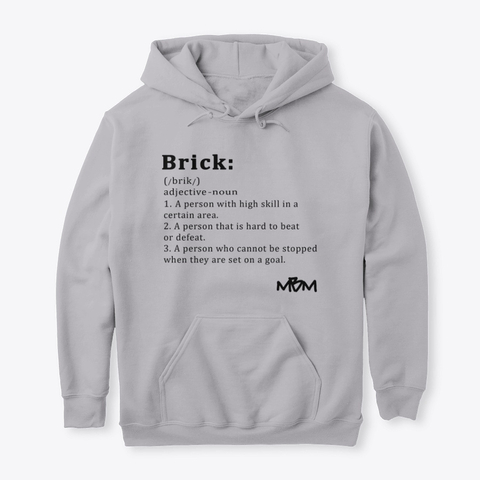 Brick:
(/brik/)
adjective-noun
1. A person with high skill in a
certain area.
2. A person that is hard to beat
or defeat.
3. A person who cannot be stopped
when they are set on a goal.
MBM